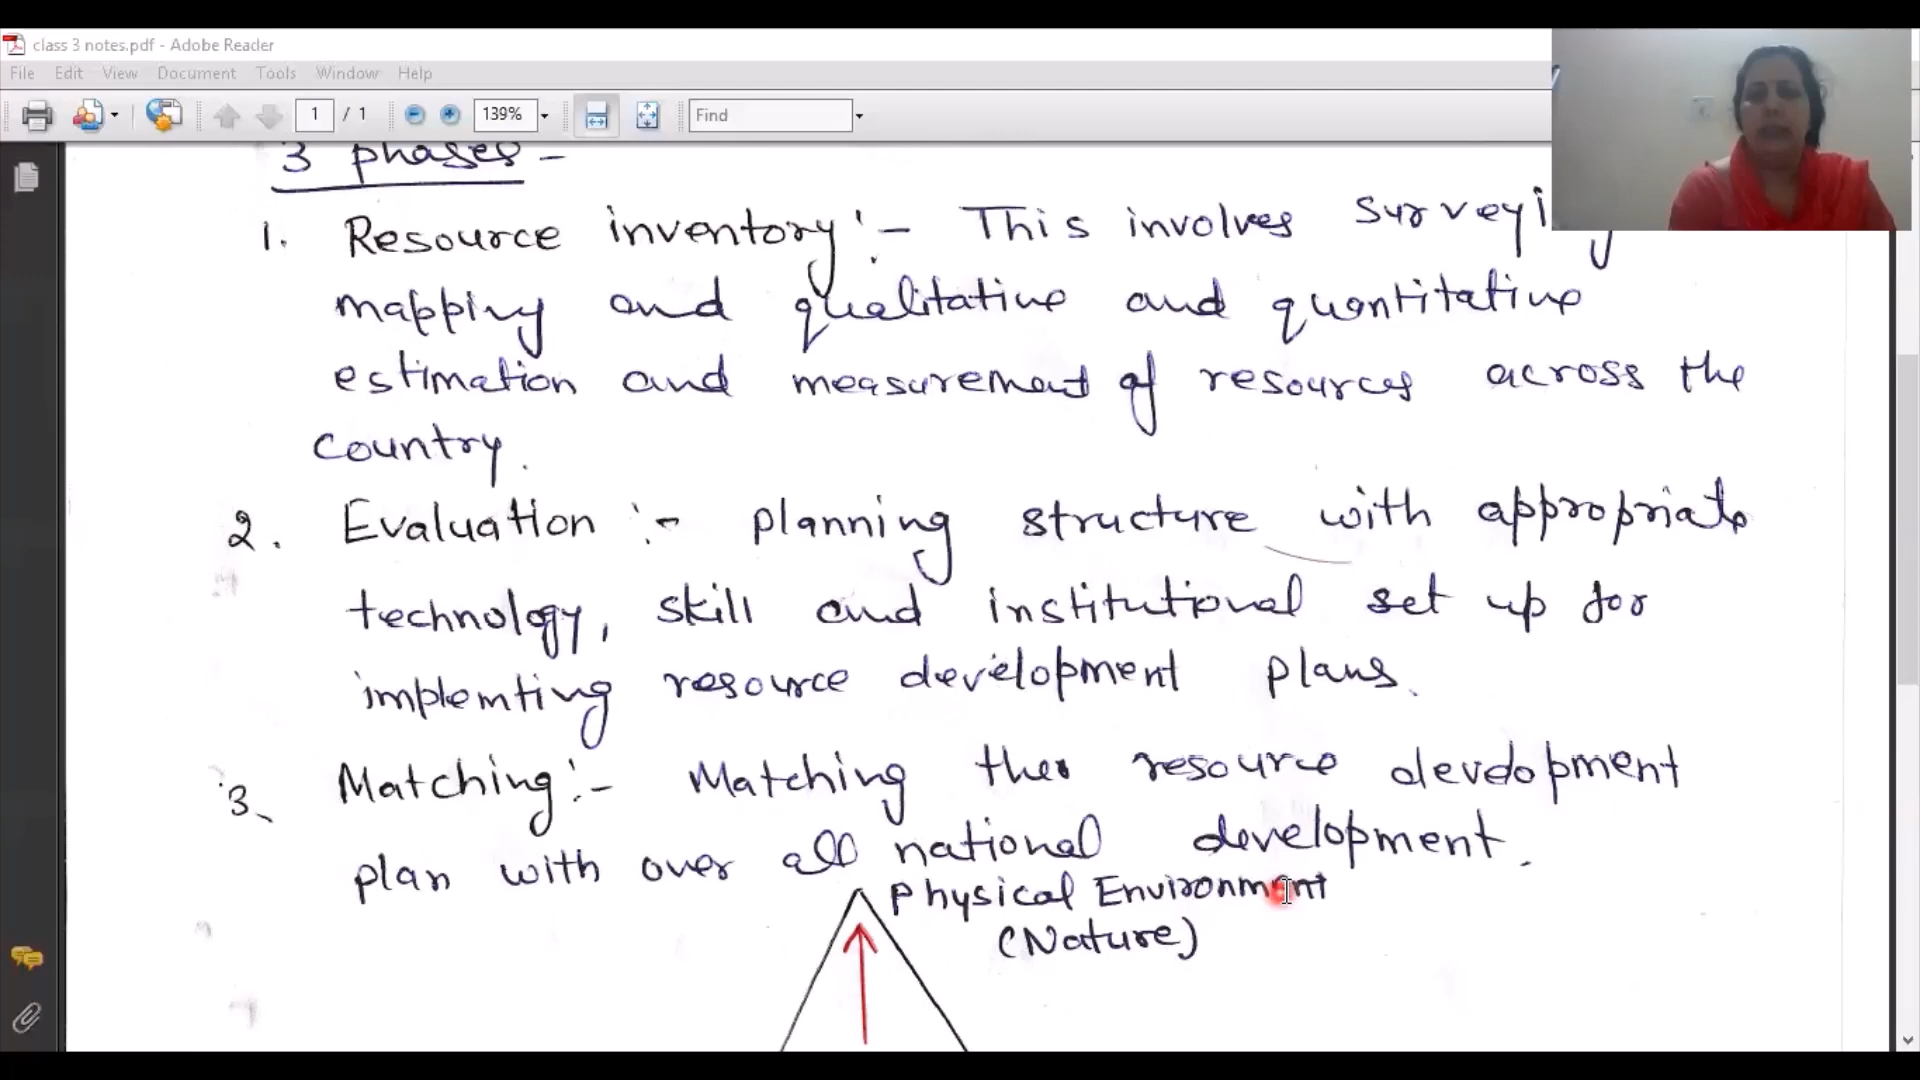 class 3 notes.pdf - Adobe Reader
File Edit View Document Tools Window Help
1 / 1 139% Find
3 phases -
1. Resource inventory :- This involves surveying
mapping and qualitative and quantitative
estimation and measurement of resources across the
country.
2. Evaluation :- planning structure with appropriate
technology, skill and institutional set up for
implemting resource development plans.
3. Matching :- Matching the resource development
plan with over all national development.
Physical Environment
(Nature)